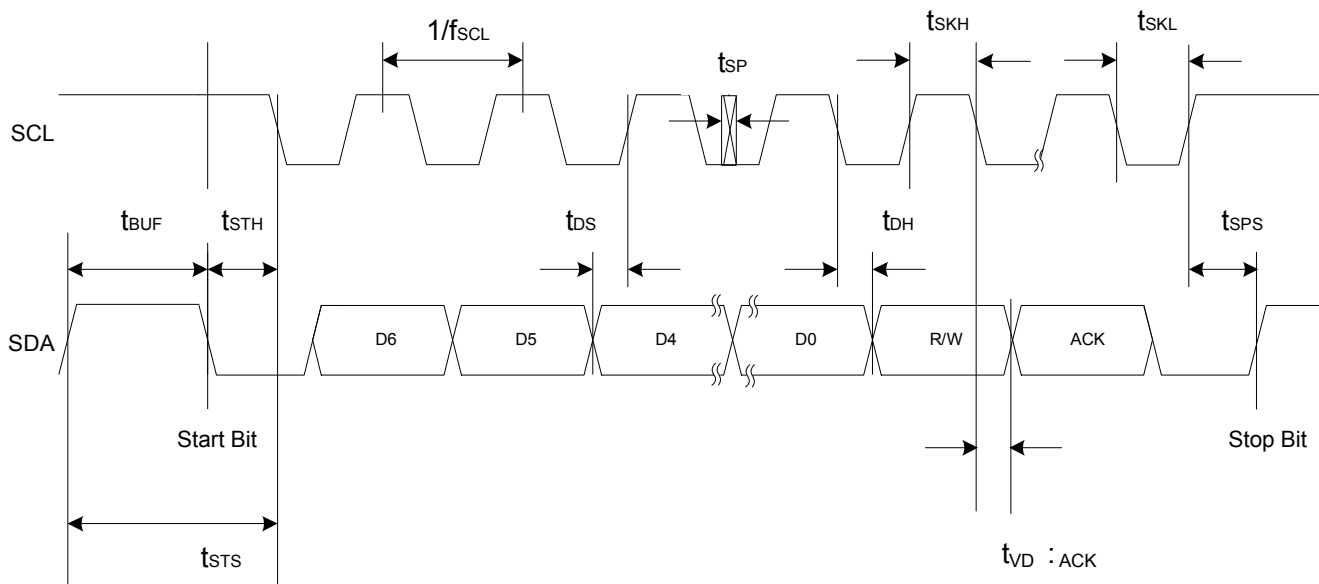 tSKH
tSKL
1/fSCL
tSP
SCL
tBUF
tSTH
tDS
tDH
tSPS
SDA
D6
D5
D4
D0
R/W
ACK
Start Bit
Stop Bit
tSTS
tVD :ACK